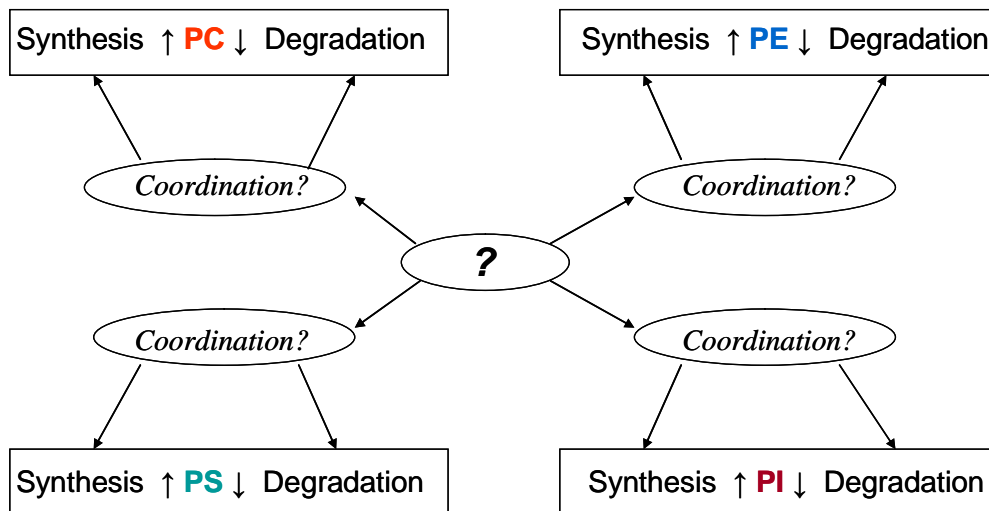 Synthesis ↑ PC ↓ Degradation
Synthesis ↑ PE ↓ Degradation
Coordination?
Coordination?
?
Coordination?
Coordination?
Synthesis ↑ PS ↓ Degradation
Synthesis ↑ PI ↓ Degradation